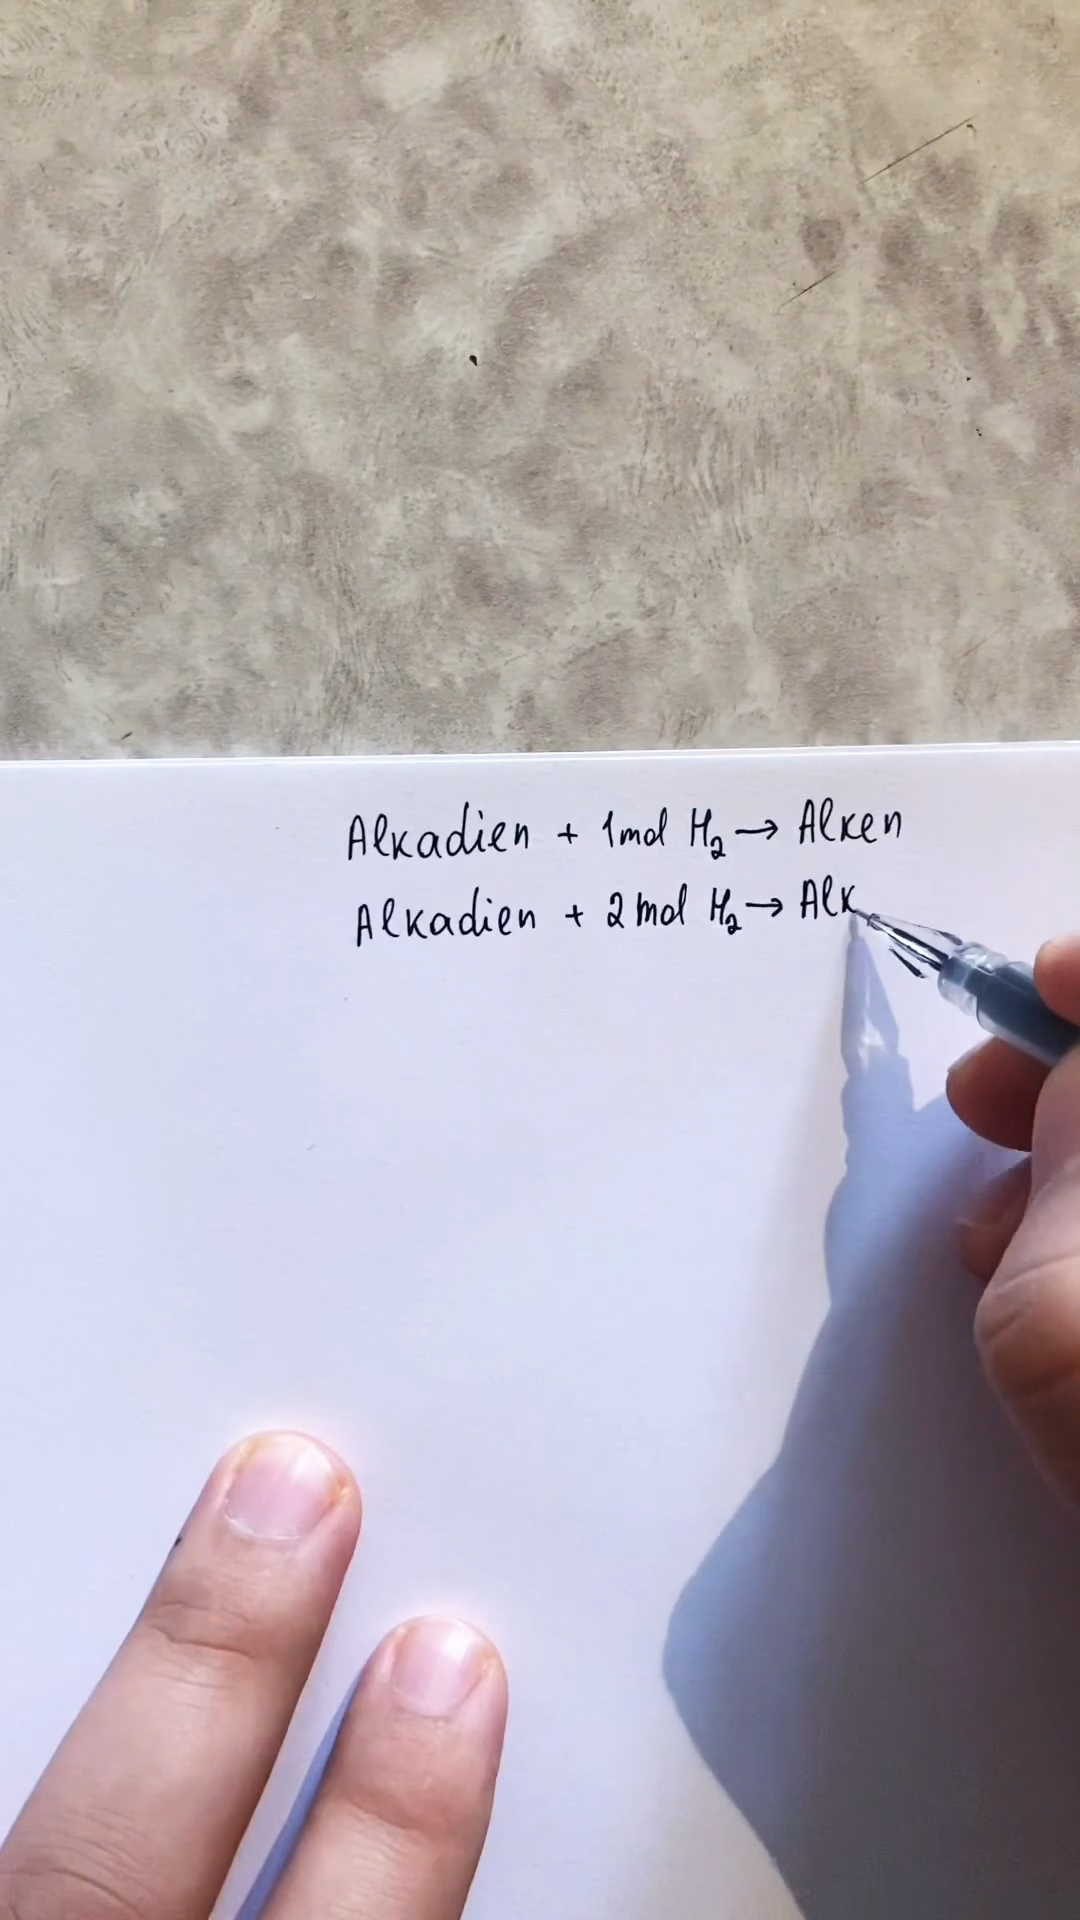 Alkadien + 1mol H₂ → Alken
Alkadien + 2 mol H₂ → Alk